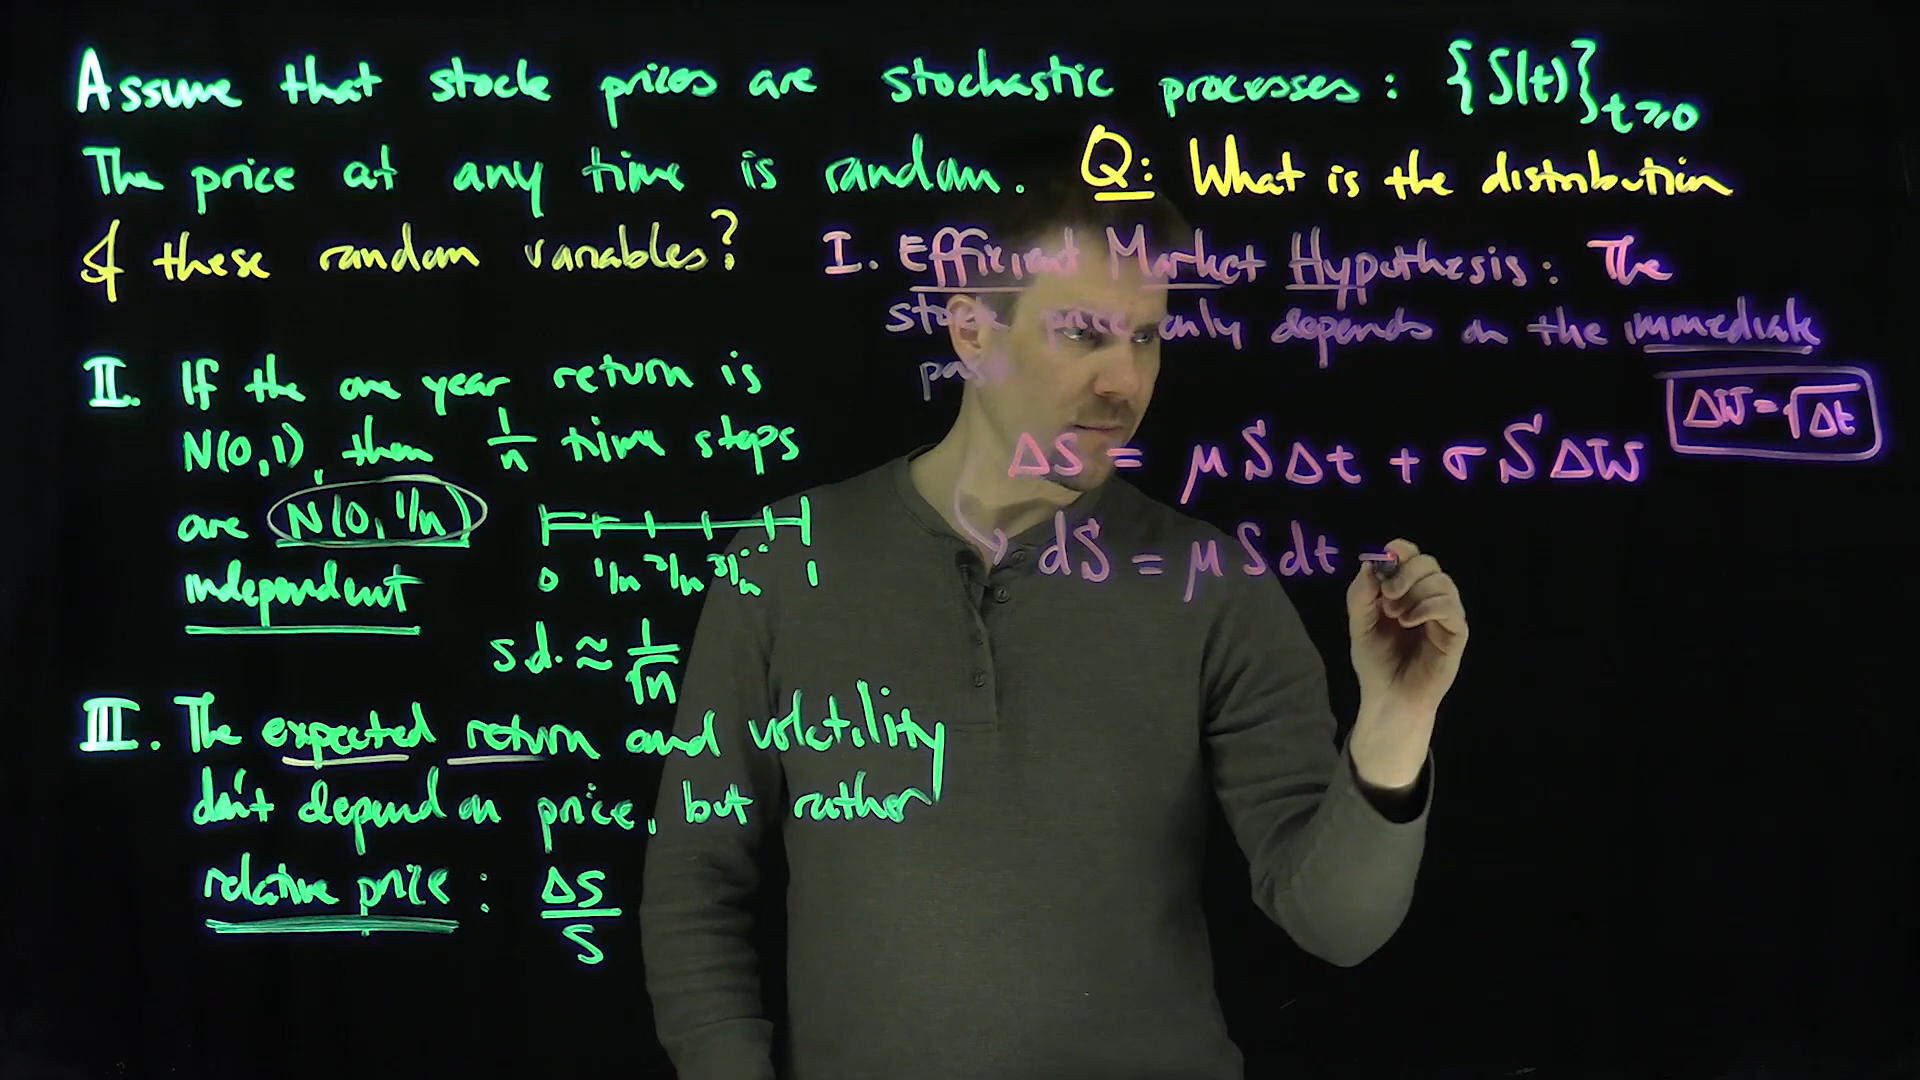 Assume that stock prices are stochastic processes: {S(t)}_{t≥0}
The price at any time is random. Q: What is the distribution
of these random variables?
I. Efficient Market Hypothesis: The
stock price only depends on the immediate
past
II. If the one year return is
N(0,1), then 1/n time steps
are N(0,1/n)
independent
0 1/n 2/n 3/n ... 1
s.d. ≈ 1/√n
III. The expected return and volatility
don't depend on price, but rather
relative price: ΔS/S
ΔS = μSΔt + σSΔW
ΔW=√Δt
dS = μSdt